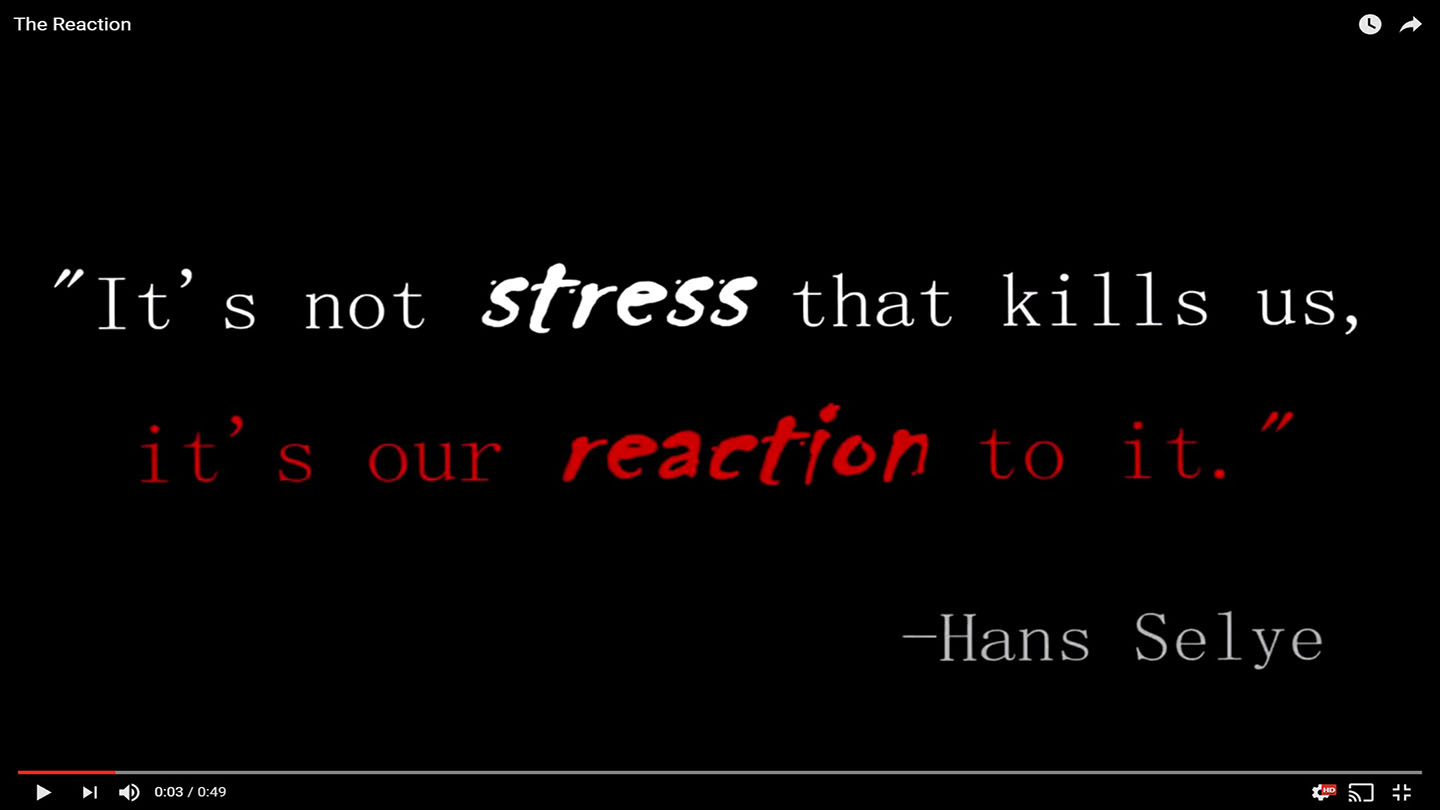 The Reaction
"It's not stress that kills us,
it's our reaction to it."
-Hans Selye
0:03 / 0:49
HD